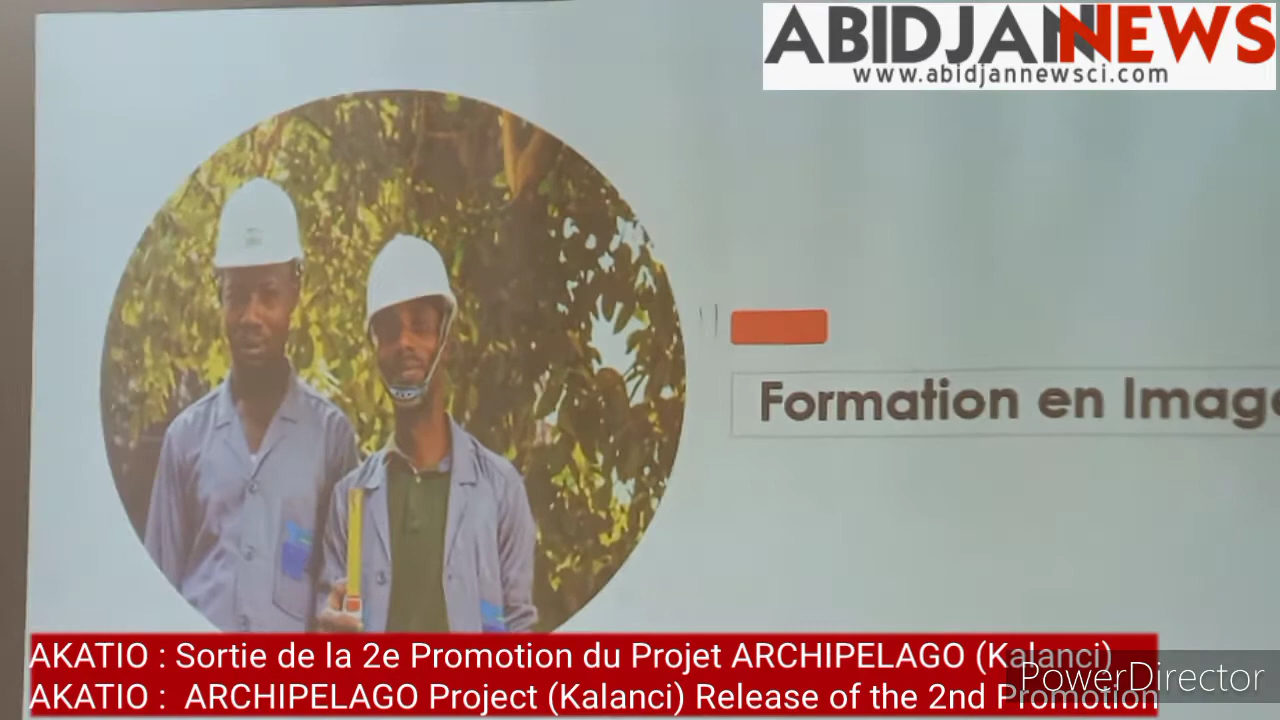 ABIDJANNEWS
www.abidjannewsci.com
Formation en Image
AKATIO : Sortie de la 2e Promotion du Projet ARCHIPELAGO (Kalanci)
AKATIO : ARCHIPELAGO Project (Kalanci) Release of the 2nd Promotion
PowerDirector